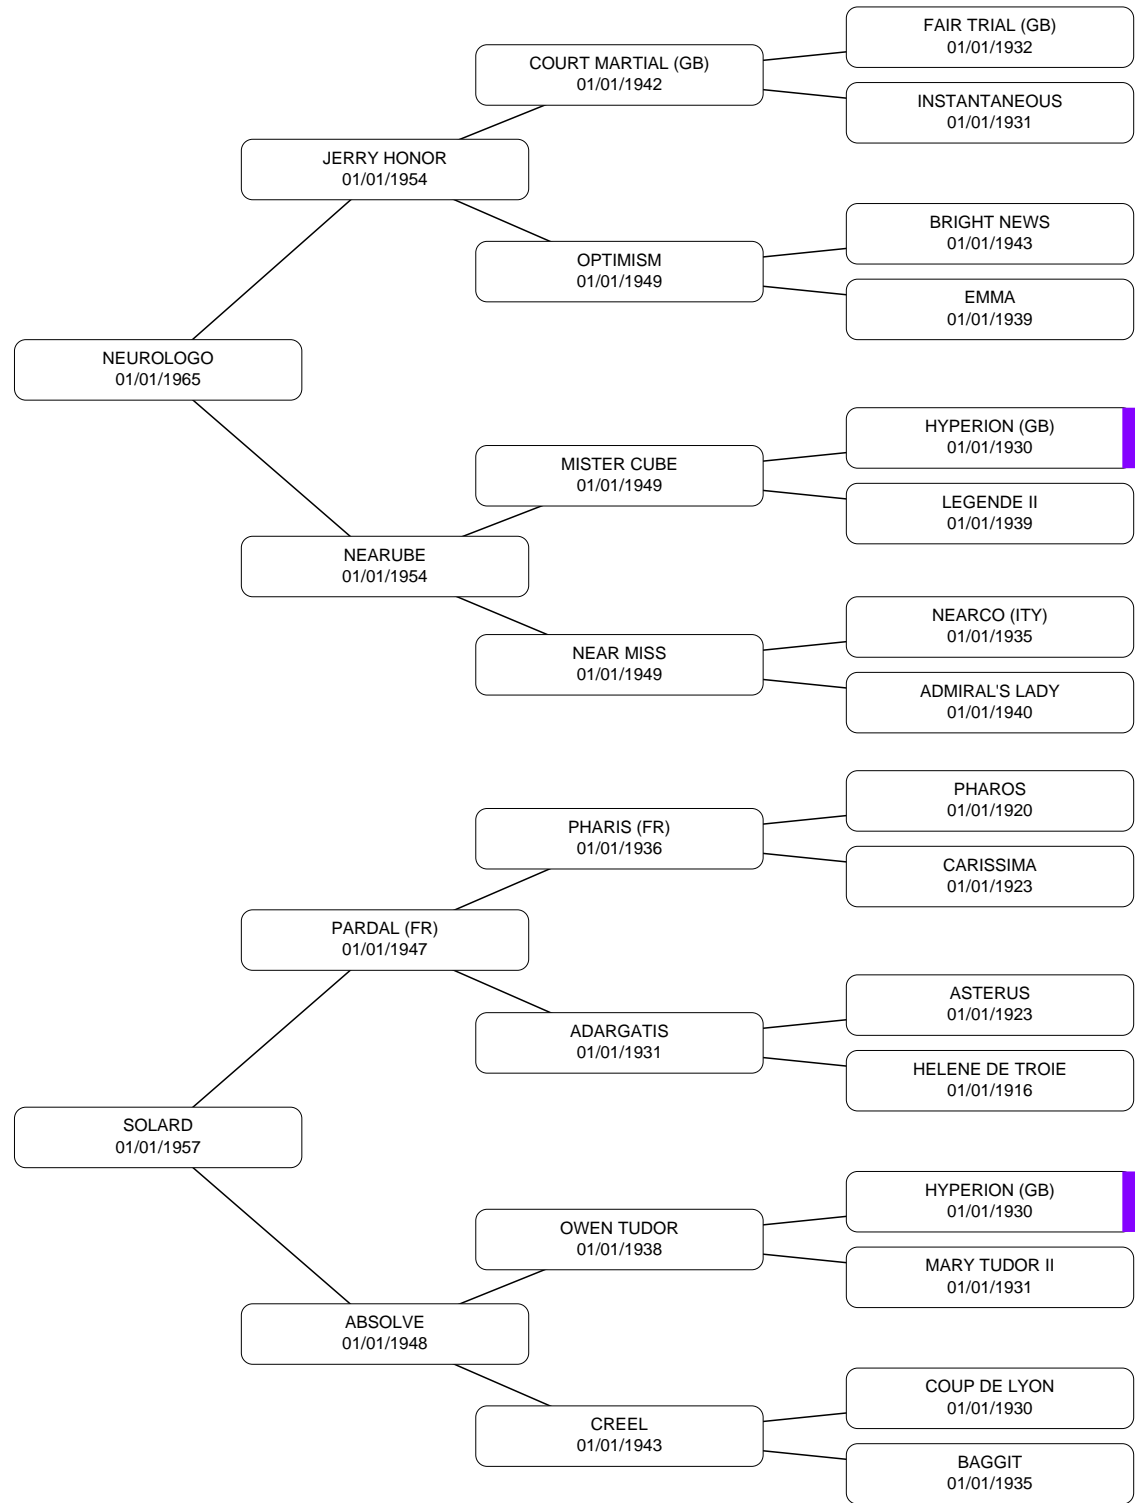 FAIR TRIAL (GB)
01/01/1932
COURT MARTIAL (GB)
01/01/1942
INSTANTANEOUS
01/01/1931
JERRY HONOR
01/01/1954
BRIGHT NEWS
01/01/1943
OPTIMISM
01/01/1949
EMMA
01/01/1939
NEUROLOGO
01/01/1965
HYPERION (GB)
01/01/1930
MISTER CUBE
01/01/1949
LEGENDE II
01/01/1939
NEARUBE
01/01/1954
NEARCO (ITY)
01/01/1935
NEAR MISS
01/01/1949
ADMIRAL'S LADY
01/01/1940
PHAROS
01/01/1920
PHARIS (FR)
01/01/1936
CARISSIMA
01/01/1923
PARDAL (FR)
01/01/1947
ASTERUS
01/01/1923
ADARGATIS
01/01/1931
HELENE DE TROIE
01/01/1916
SOLARD
01/01/1957
HYPERION (GB)
01/01/1930
OWEN TUDOR
01/01/1938
MARY TUDOR II
01/01/1931
ABSOLVE
01/01/1948
COUP DE LYON
01/01/1930
CREEL
01/01/1943
BAGGIT
01/01/1935